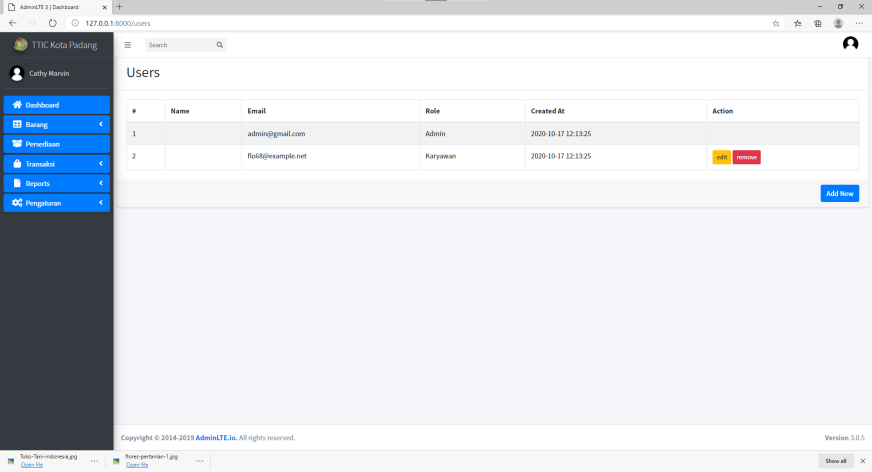 AdminLTE 3 | Dashboard
127.0.0.1:8000/users
TTIC Kota Padang
Search
Cathy Marvin
Users
Dashboard
Barang
Persediaan
Transaksi
Reports
Pengaturan
# Name Email Role Created At Action
1 admin@gmail.com Admin 2020-10-17 12:13:25
2 flo68@example.net Karyawan 2020-10-17 12:13:25 edit remove
Add New
Copyright © 2014-2019 AdminLTE.io. All rights reserved.
Version 3.0.5
Toko-Tani-indonesia.jpg
Open file
flores-pertanian-1.jpg
Open file
Show all